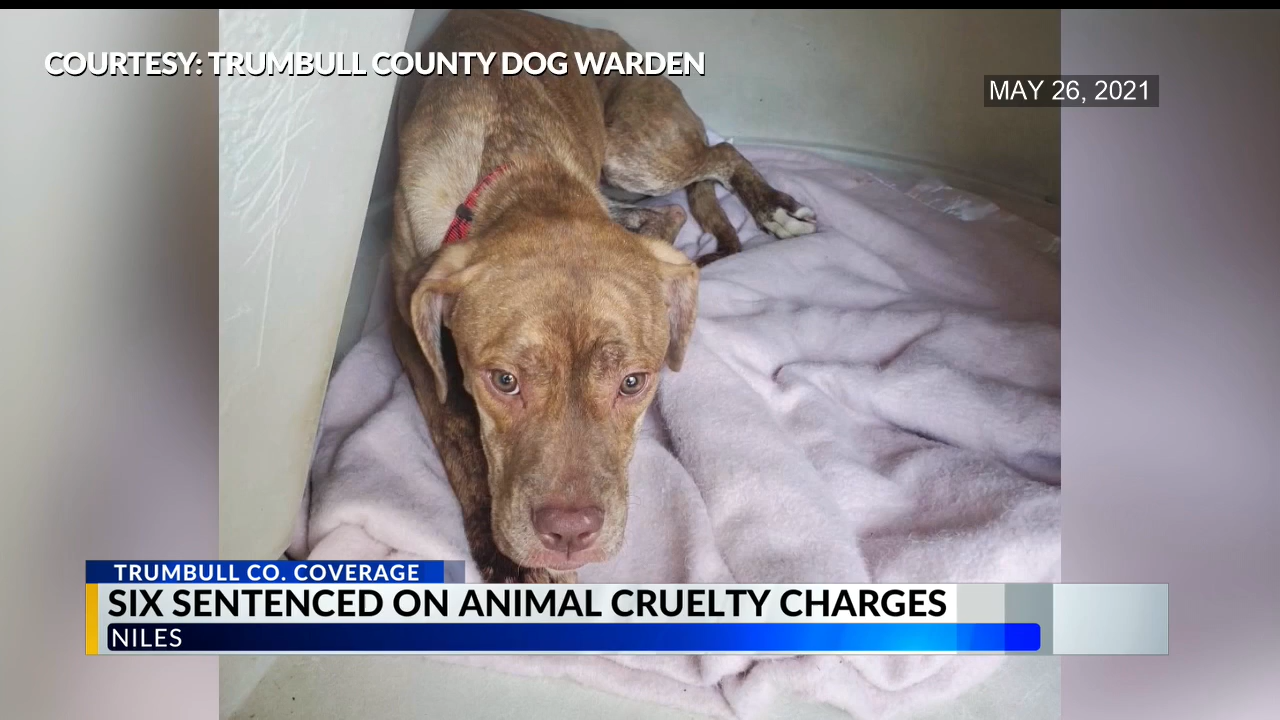 COURTESY: TRUMBULL COUNTY DOG WARDEN
MAY 26, 2021
TRUMBULL CO. COVERAGE
SIX SENTENCED ON ANIMAL CRUELTY CHARGES
NILES